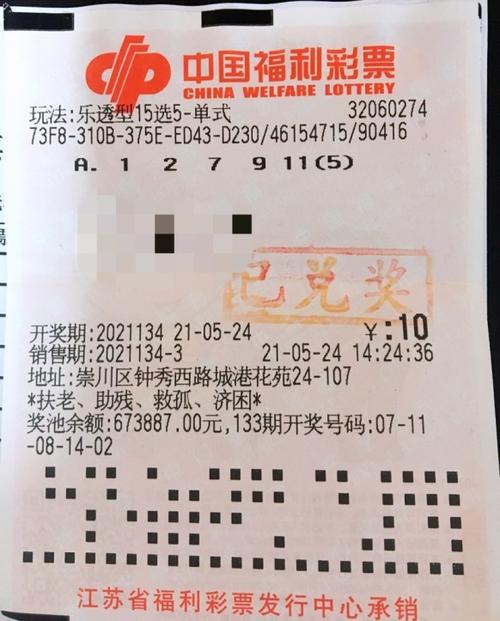 中国福利彩票
CHINA WELFARE LOTTERY
玩法:乐透型15选5-单式 32060274
73F8-310B-375E-ED43-D230/46154715/90416
A. 1 2 7 9 11(5)
已兑奖
开奖期:2021134 21-05-24 ￥:10
销售期:2021134-3 21-05-24 14:24:36
地址:崇川区钟秀西路城港花苑24-107
*扶老、助残、救孤、济困*
奖池余额:673887.00元,133期开奖号码:07-11
-08-14-02
江苏省福利彩票发行中心承销